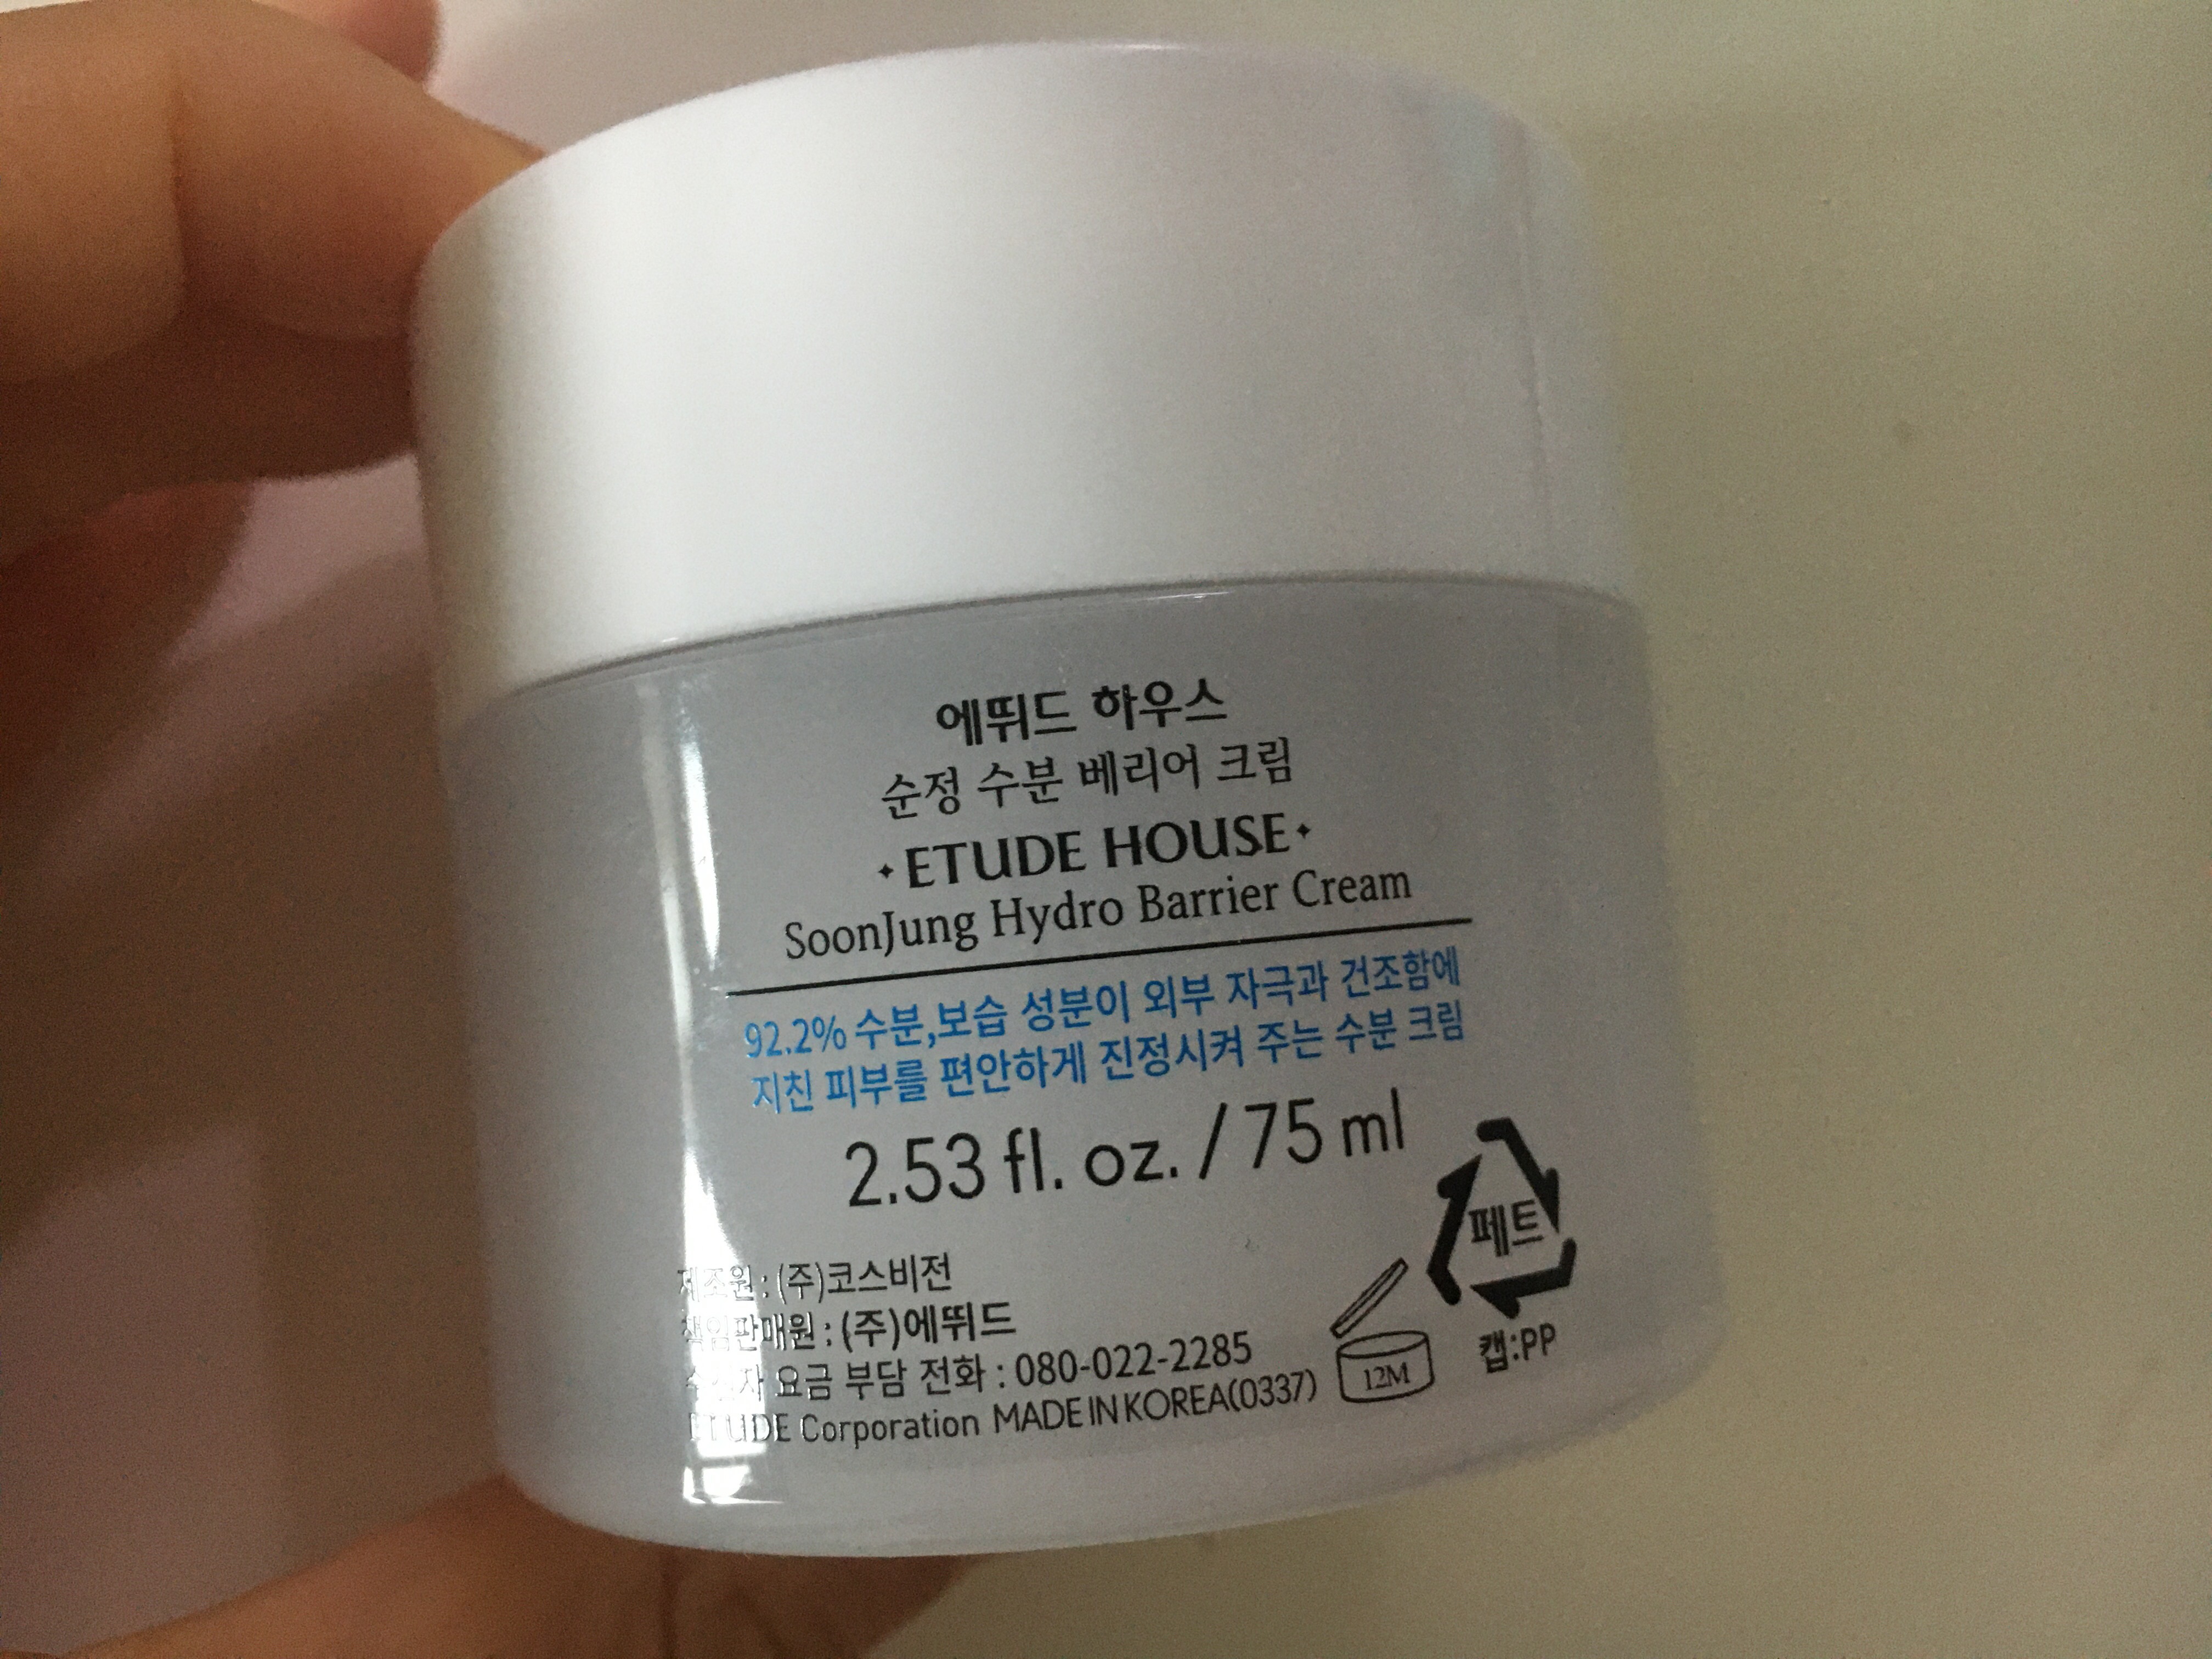 에뛰드 하우스
순정 수분 베리어 크림
ETUDE HOUSE
SoonJung Hydro Barrier Cream
92.2% 수분,보습 성분이 외부 자극과 건조함에
지친 피부를 편안하게 진정시켜 주는 수분 크림
2.53 fl. oz. / 75 ml
페트
캡:PP
제조원 : (주)코스비전
책임판매원 : (주)에뛰드
수신자 요금 부담 전화 : 080-022-2285
ETUDE Corporation MADE IN KOREA(0337)
12M